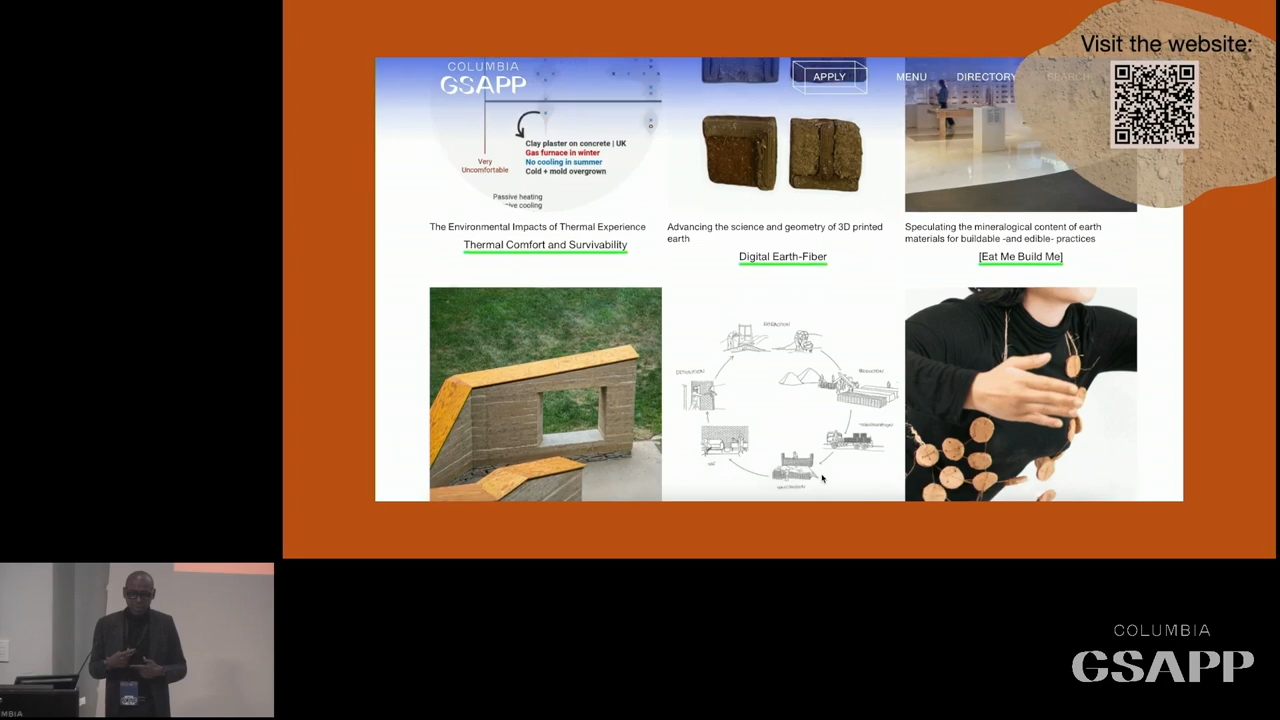 Visit the website:
COLUMBIA
GSAPP
APPLY
MENU
DIRECTORY
SEARCH
Clay plaster on concrete | UK
Gas furnace in winter
No cooling in summer
Cold + mold overgrown
Very
Uncomfortable
Passive heating
The Environmental Impacts of Thermal Experience
Thermal Comfort and Survivability
Advancing the science and geometry of 3D printed
earth
Digital Earth-Fiber
Speculating the mineralogical content of earth
materials for buildable -and edible- practices
[Eat Me Build Me]
COLUMBIA
GSAPP